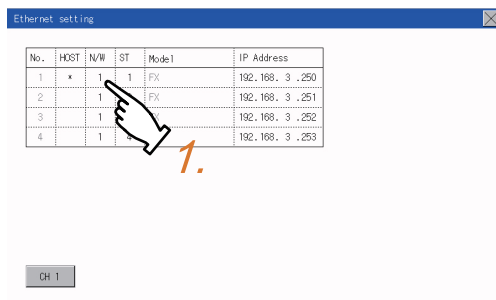 Ethernet setting
No. HOST N/W ST Model IP Address
1 * 1 1 FX 192.168. 3 .250
2 1 FX 192.168. 3 .251
3 1 192.168. 3 .252
4 1 4 192.168. 3 .253
1.
CH 1